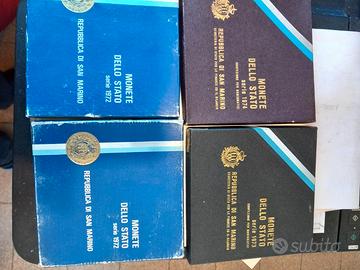 MONETE
DELLO STATO
serie 1972
REPUBBLICA DI SAN MARINO
MONETE
DELLO STATO
serie 1974
REPUBBLICA DI SAN MARINO
MONETE
DELLO STATO
serie 1972
REPUBBLICA DI SAN MARINO
MONETE
DELLO STATO
serie 1973
REPUBBLICA DI SAN MARINO
subito